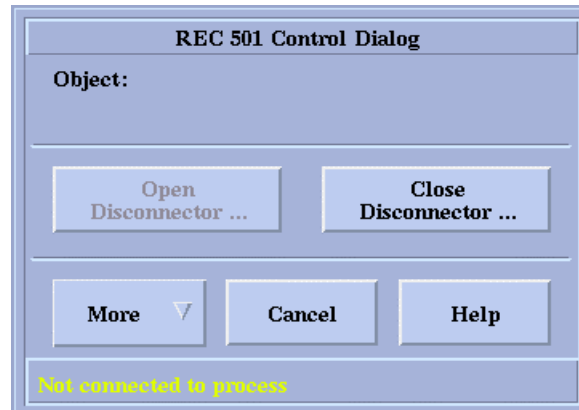 REC 501 Control Dialog
Object:
Open
Disconnector ...
Close
Disconnector ...
More
Cancel
Help
Not connected to process